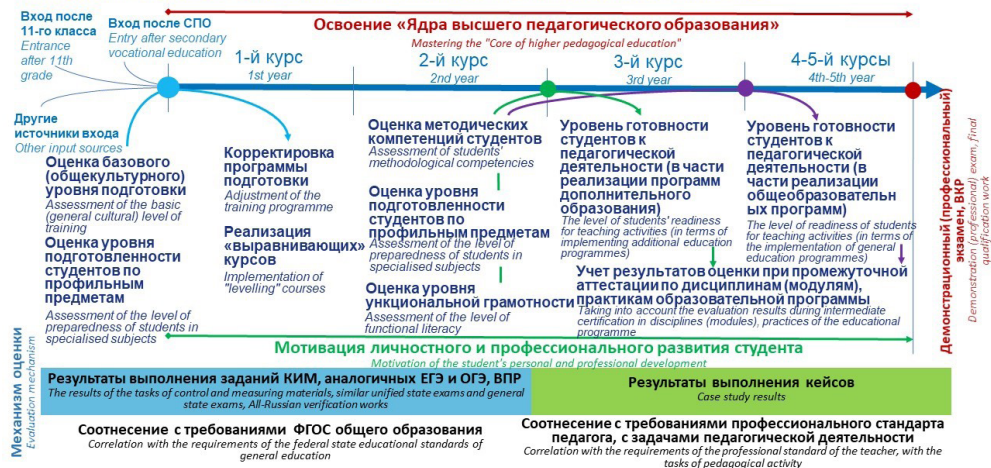 Вход после
11-го класса
Entrance
after 11th
grade
Вход после СПО
Entry after secondary
vocational education
Освоение «Ядра высшего педагогического образования»
Mastering the "Core of higher pedagogical education"
1-й курс
1st year
2-й курс
2nd year
3-й курс
3rd year
4-5-й курсы
4th-5th year
Другие
источники входа
Other input sources
Оценка базового
(общекультурного)
уровня подготовки
Assessment of the basic
(general cultural) level of
training
Оценка уровня
подготовленности
студентов по
профильным
предметам
Assessment of the level of
preparedness of students in
specialised subjects
Корректировка
программы
подготовки
Adjustment of the
training programme
Реализация
«выравнивающих»
курсов
Implementation of
"levelling" courses
Оценка методических
компетенций студентов
Assessment of students'
methodological competencies
Оценка уровня
подготовленности
студентов по
профильным предметам
Assessment of the level of
preparedness of students in
specialised subjects
Оценка уровня
ункциональной грамотности
Assessment of the level of
functional literacy
Уровень готовности
студентов к
педагогической
деятельности (в части
реализации программ
дополнительного
образования)
The level of students' readiness
for teaching activities (in terms of
implementing additional education
programmes)
Уровень готовности
студентов к
педагогической
деятельности (в
части реализации
общеобразовательн
ых программ)
The level of readiness of students
for teaching activities (in terms of
the implementation of general
education programmes)
Учет результатов оценки при промежуточной
аттестации по дисциплинам (модулям),
практикам образовательной программы
Taking into account the evaluation results during intermediate
certification in disciplines (modules), practices of the educational
programme
Демонстрационный (профессиональный)
экзамен, ВКР
Demonstration (professional) exam, final
qualification work
Мотивация личностного и профессионального развития студента
Motivation of the student's personal and professional development
Механизм оценки
Evaluation mechanism
Результаты выполнения заданий КИМ, аналогичных ЕГЭ и ОГЭ, ВПР
The results of the tasks of control and measuring materials, similar unified state exams and general
state exams, All-Russian verification works
Результаты выполнения кейсов
Case study results
Соотнесение с требованиями ФГОС общего образования
Correlation with the requirements of the federal state educational standards of
general education
Соотнесение с требованиями профессионального стандарта
педагога, с задачами педагогической деятельности
Correlation with the requirements of the professional standard of the teacher, with the
tasks of pedagogical activity